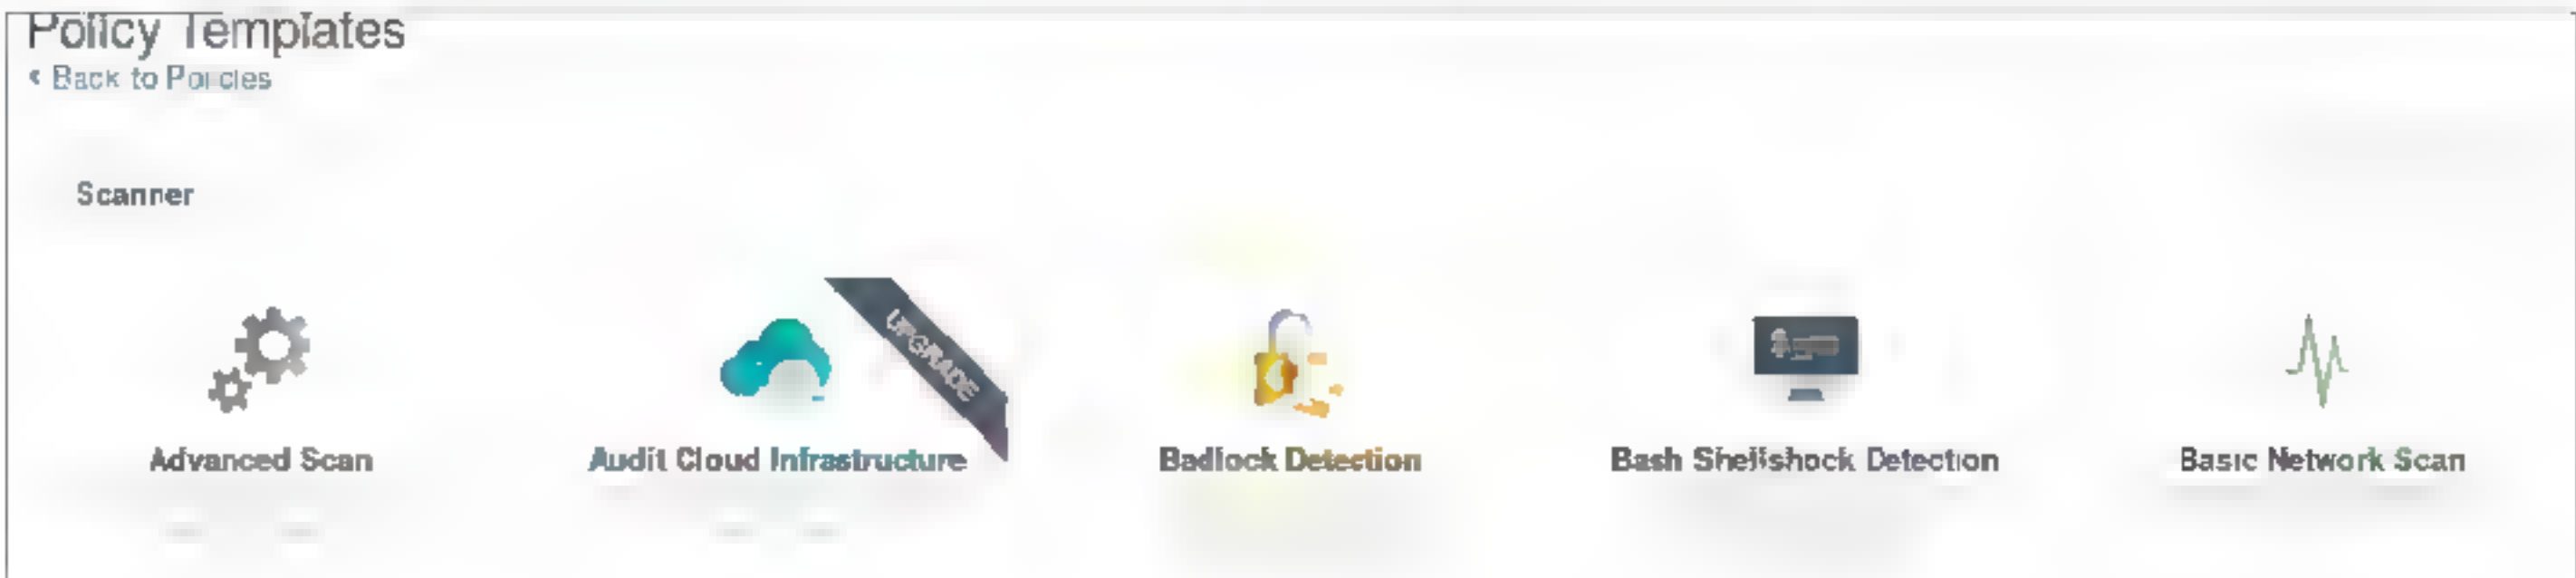 Policy Templates
‹ Back to Policies
Scanner
UPGRADE
Advanced Scan
Audit Cloud Infrastructure
Badlock Detection
Bash Shellshock Detection
Basic Network Scan